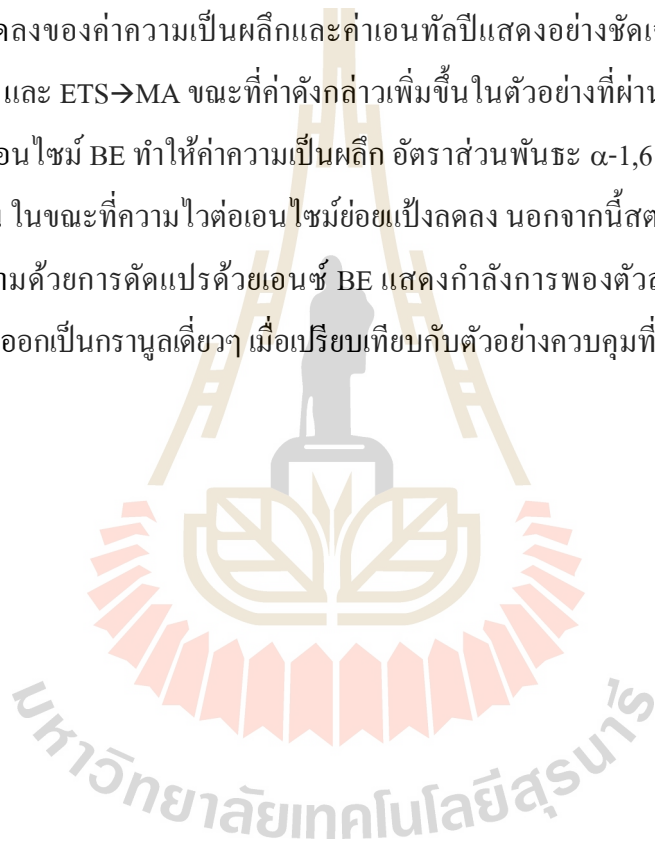 ดลงของค่าความเป็นผลึกและค่าเอนทัลปีแสดงอย่างชัดเ
และ ETS→MA ขณะที่ค่าดังกล่าวเพิ่มขึ้นในตัวอย่างที่ผ่าน
อนไซม์ BE ทำให้ค่าความเป็นผลึก อัตราส่วนพันธะ α-1,6
ในขณะที่ความไวต่อเอนไซม์ย่อยแป้งลดลง นอกจากนี้สต
ามด้วยการดัดแปรด้วยเอนซ์ BE แสดงกำลังการพองตัวส
ออกเป็นกรานูลเดี่ยวๆ เมื่อเปรียบเทียบกับตัวอย่างควบคุมที่
มหาวิทยาลัยเทคโนโลยีสุรนารี